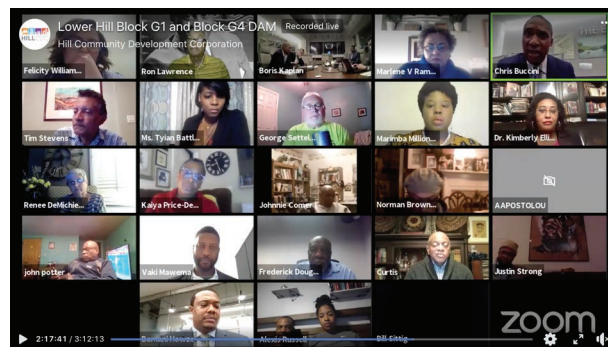 Lower Hill Block G1 and Block G4 DAM Recorded live
HILL
Hill Community Development Corporation
Felicity William...
Ron Lawrence
Boris Kaplan
Marlene V Ram...
Chris Buccini
Tim Stevens
Ms. Tyian Battl...
George Settel...
Marimba Million...
Dr. Kimberly Elli...
Renee DeMichie...
Kaiya Price-De...
Johnnie Comer
Norman Brown...
AAPOSTOLOU
john potter
Vaki Mawema
Frederick Doug...
Curtis
Justin Strong
Alexis Russell
Bill Sittig
zoom
2:17:41 / 3:12:13